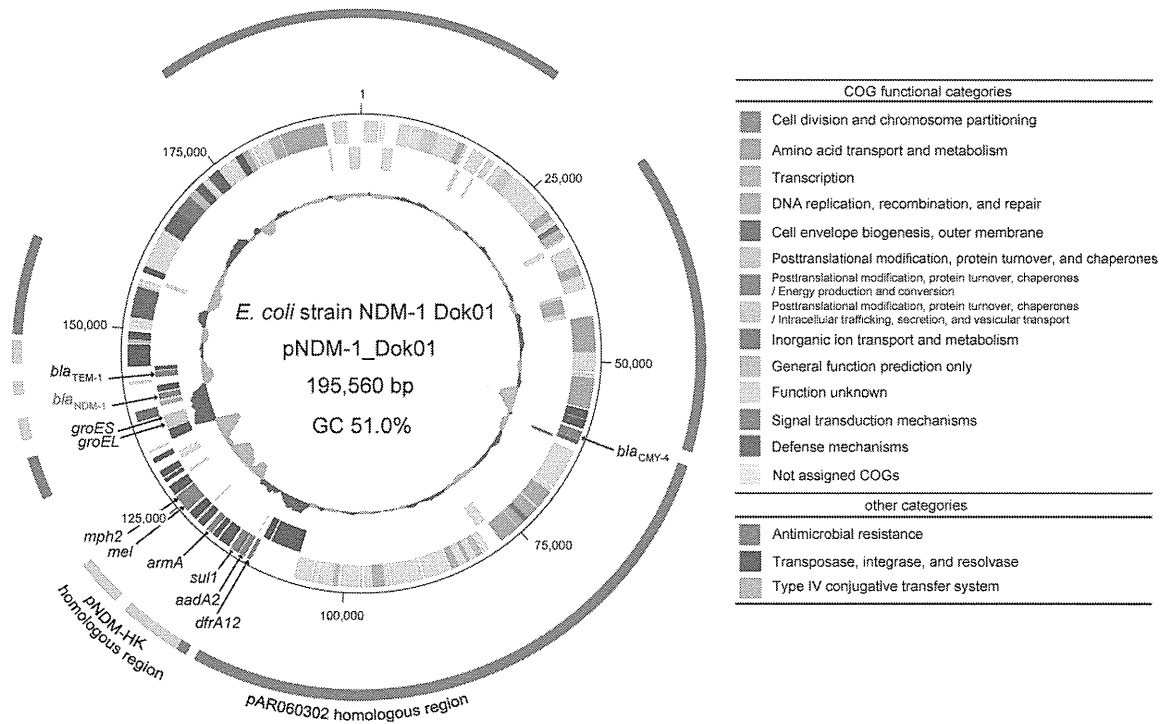 1
175,000
25,000
E. coli strain NDM-1 Dok01
pNDM-1_Dok01
195,560 bp
GC 51.0%
150,000
50,000
bla TEM-1
bla NDM-1
groES
groEL
bla CMY-4
125,000
75,000
mph2
mel
armA
sul1
aadA2
dfrA12
100,000
pNDM-HK
homologous region
pAR060302 homologous region
COG functional categories
Cell division and chromosome partitioning
Amino acid transport and metabolism
Transcription
DNA replication, recombination, and repair
Cell envelope biogenesis, outer membrane
Posttranslational modification, protein turnover, and chaperones
Posttranslational modification, protein turnover, chaperones
/ Energy production and conversion
Posttranslational modification, protein turnover, chaperones
/ Intracellular trafficking, secretion, and vesicular transport
Inorganic ion transport and metabolism
General function prediction only
Function unknown
Signal transduction mechanisms
Defense mechanisms
Not assigned COGs
other categories
Antimicrobial resistance
Transposase, integrase, and resolvase
Type IV conjugative transfer system